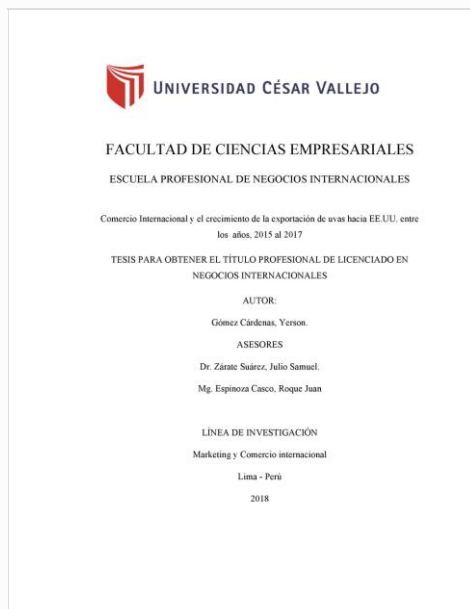 UNIVERSIDAD CÉSAR VALLEJO
FACULTAD DE CIENCIAS EMPRESARIALES
ESCUELA PROFESIONAL DE NEGOCIOS INTERNACIONALES
Comercio Internacional y el crecimiento de la exportación de uvas hacia EE.UU. entre
los años, 2015 al 2017
TESIS PARA OBTENER EL TÍTULO PROFESIONAL DE LICENCIADO EN
NEGOCIOS INTERNACIONALES
AUTOR:
Gómez Cárdenas, Yerson.
ASESORES
Dr. Zárate Suárez, Julio Samuel.
Mg. Espinoza Casco, Roque Juan
LÍNEA DE INVESTIGACIÓN
Marketing y Comercio internacional
Lima - Perú
2018